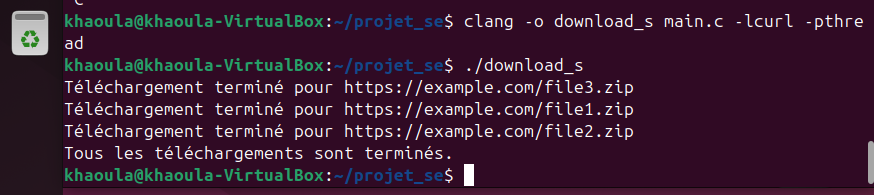 khaoula@khaoula-VirtualBox:~/projet_se$ clang -o download_s main.c -lcurl -pthre
ad
khaoula@khaoula-VirtualBox:~/projet_se$ ./download_s
Téléchargement terminé pour https://example.com/file3.zip
Téléchargement terminé pour https://example.com/file1.zip
Téléchargement terminé pour https://example.com/file2.zip
Tous les téléchargements sont terminés.
khaoula@khaoula-VirtualBox:~/projet_se$